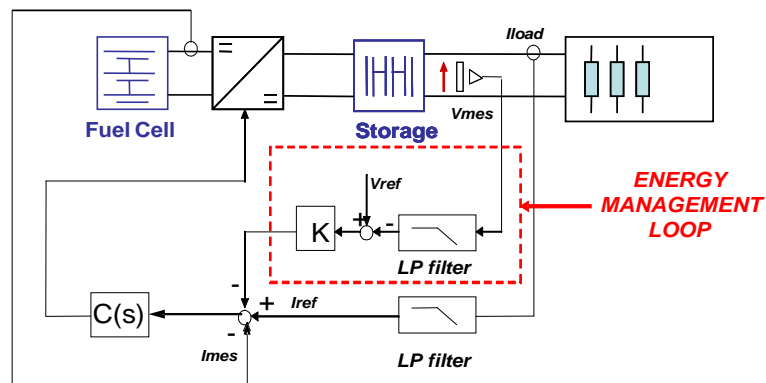 Iload
Fuel Cell
Storage
Vmes
Vref
ENERGY
MANAGEMENT
LOOP
+
-
K
LP filter
-
+
Iref
C(s)
-
Imes
LP filter